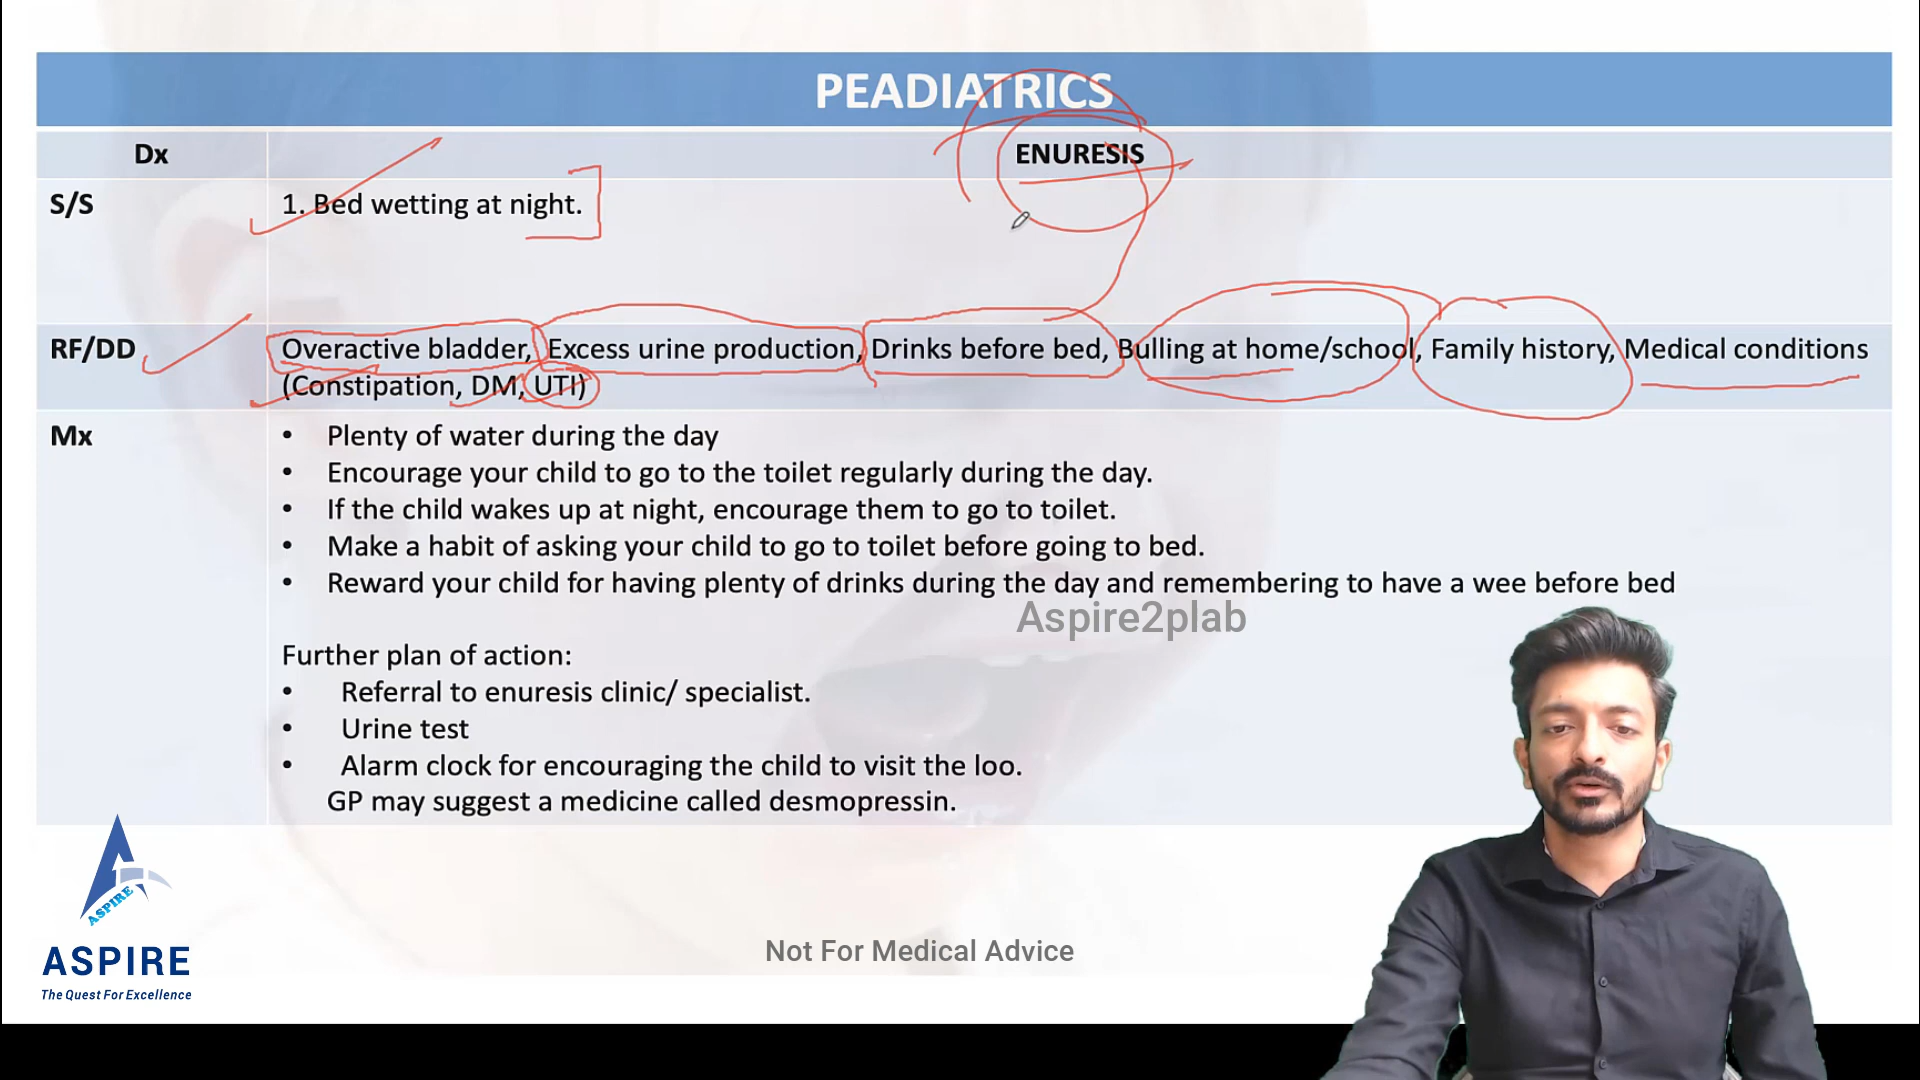 PEADIATRICS
Dx
ENURESIS
S/S
1. Bed wetting at night.
RF/DD
Overactive bladder, Excess urine production, Drinks before bed, Bulling at home/school, Family history, Medical conditions
(Constipation, DM, UTI)
Mx
• Plenty of water during the day
• Encourage your child to go to the toilet regularly during the day.
• If the child wakes up at night, encourage them to go to toilet.
• Make a habit of asking your child to go to toilet before going to bed.
• Reward your child for having plenty of drinks during the day and remembering to have a wee before bed
Aspire2plab
Further plan of action:
• Referral to enuresis clinic/ specialist.
• Urine test
• Alarm clock for encouraging the child to visit the loo.
GP may suggest a medicine called desmopressin.
ASPIRE
ASPIRE
The Quest For Excellence
Not For Medical Advice